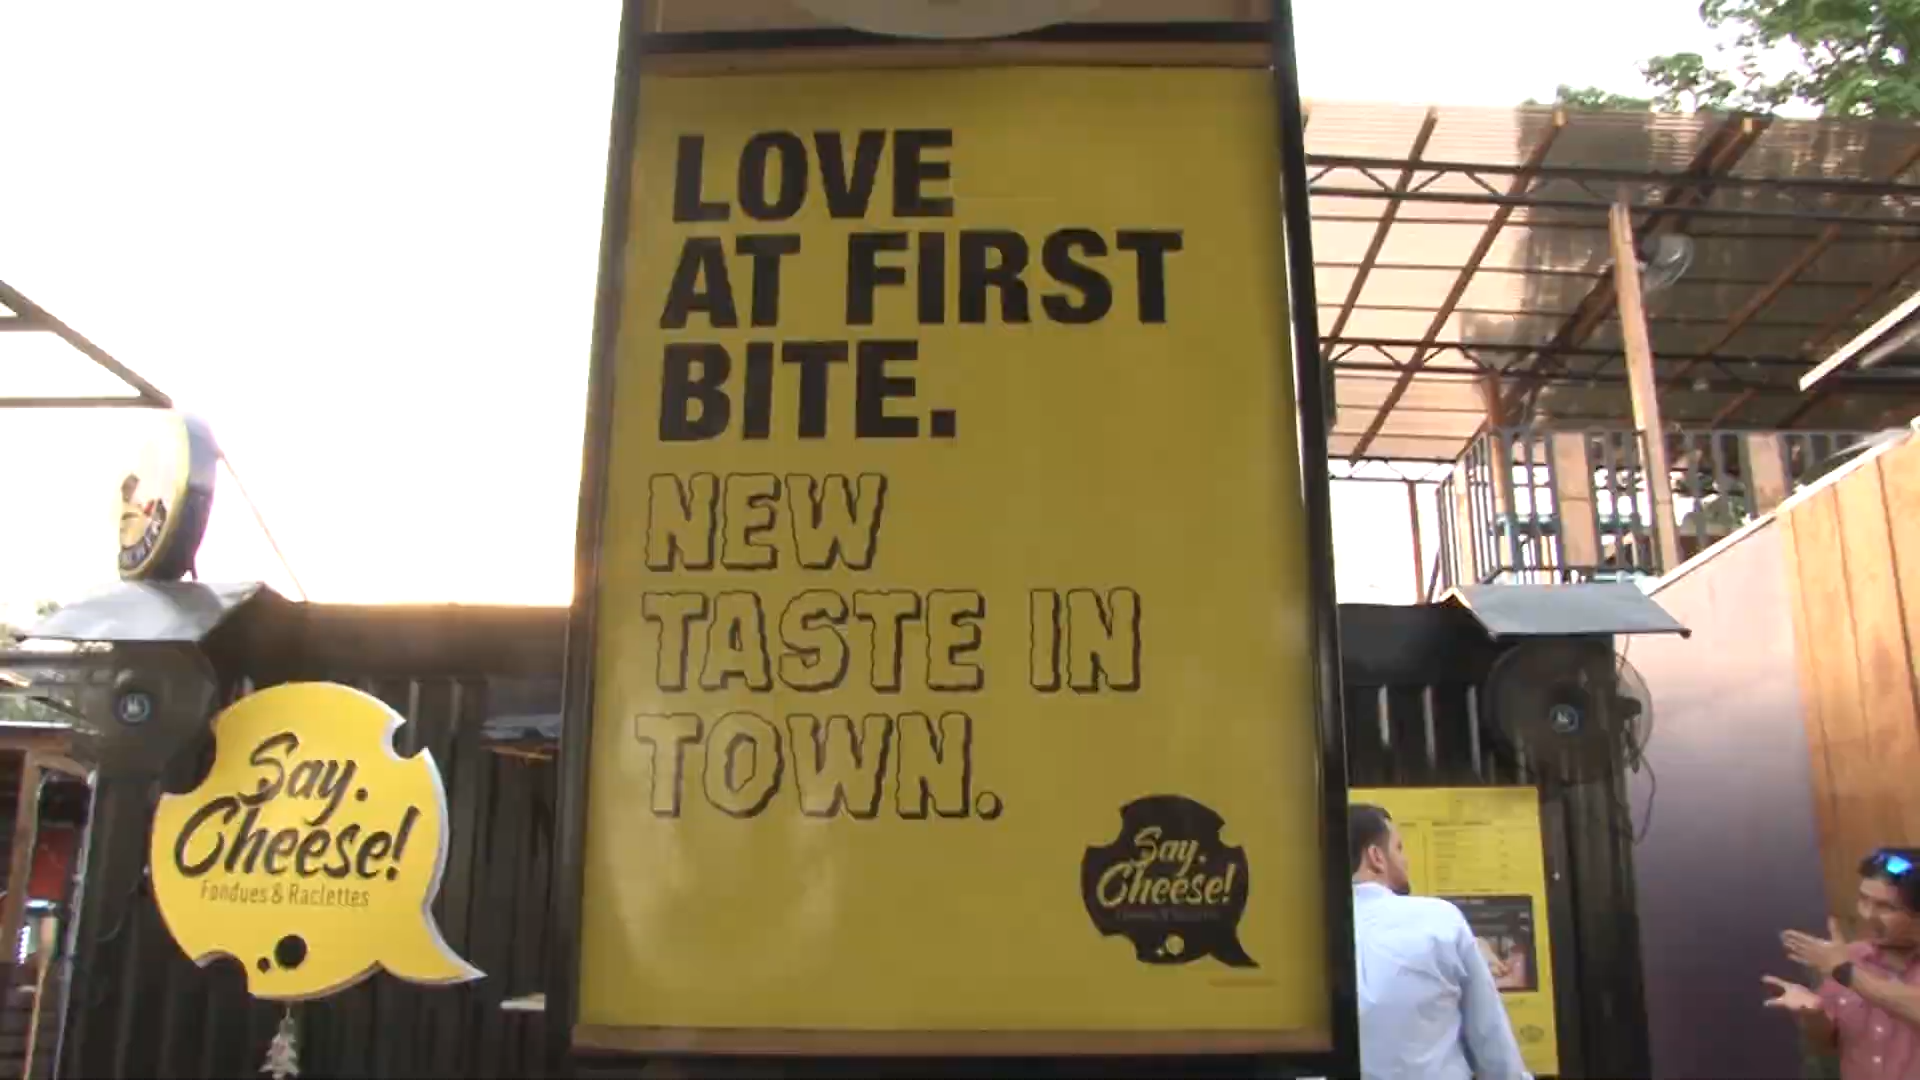 LOVE
AT FIRST
BITE.
NEW
TASTE IN
TOWN.
Say.
Cheese!
Say.
Cheese!
Fondues & Raclettes